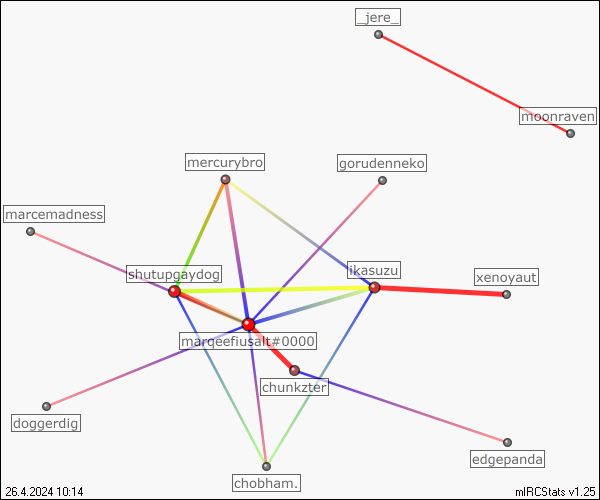 _jere_
moonraven
mercurybro
gorudenneko
marcemadness
shutupgaydog
ikasuzu
xenoyaut
marqeefiusalt#0000
chunkzter
doggerdig
edgepanda
chobham.
26.4.2024 10:14
mIRCStats v1.25